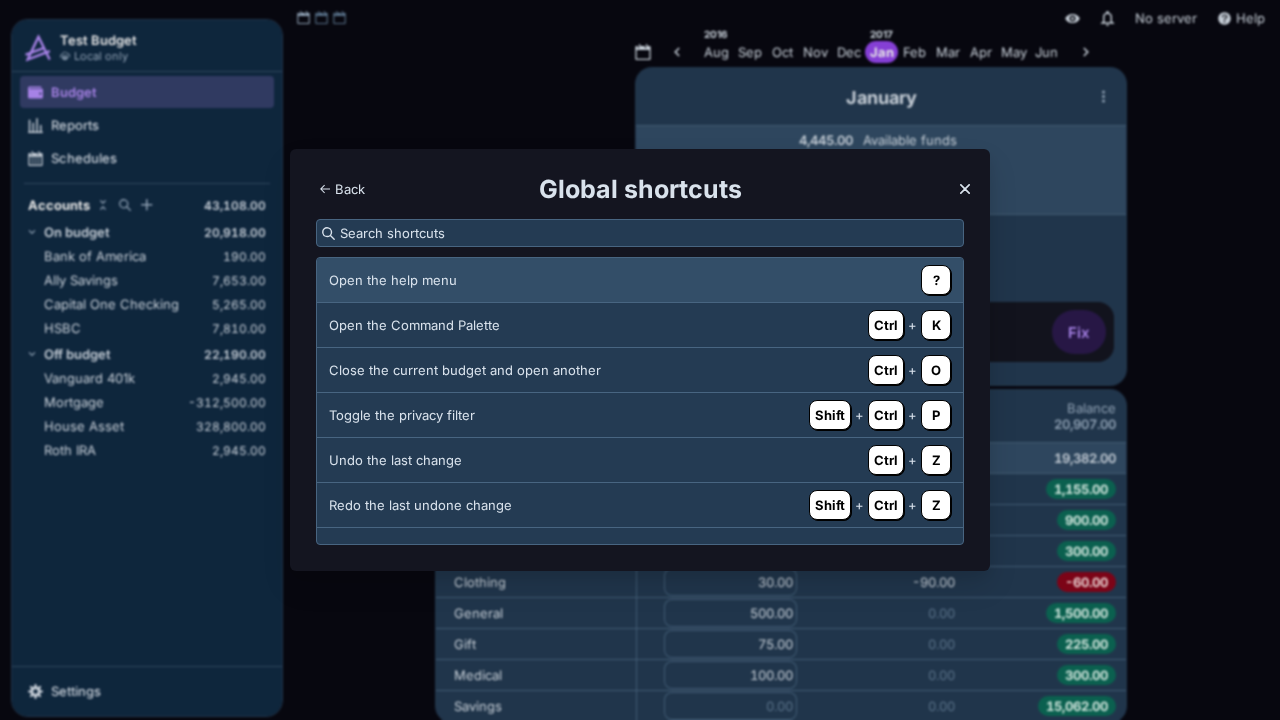 Test Budget
Local only
Budget
Reports
Schedules
Accounts 43,108.00
On budget 20,918.00
Bank of America 190.00
Ally Savings 7,653.00
Capital One Checking 5,265.00
HSBC 7,810.00
Off budget 22,190.00
Vanguard 401k 2,945.00
Mortgage -312,500.00
House Asset 328,800.00
Roth IRA 2,945.00
Settings
No server Help
2016 2017
Aug Sep Oct Nov Dec Jan Feb Mar Apr May Jun
January
4,445.00 Available funds
Fix
Balance
20,907.00
19,382.00
1,155.00
900.00
300.00
Clothing 30.00 -90.00 -60.00
General 500.00 0.00 1,500.00
Gift 75.00 0.00 225.00
Medical 100.00 0.00 300.00
Savings 0.00 0.00 15,062.00
Back
Global shortcuts
Search shortcuts
Open the help menu ?
Open the Command Palette Ctrl + K
Close the current budget and open another Ctrl + O
Toggle the privacy filter Shift + Ctrl + P
Undo the last change Ctrl + Z
Redo the last undone change Shift + Ctrl + Z